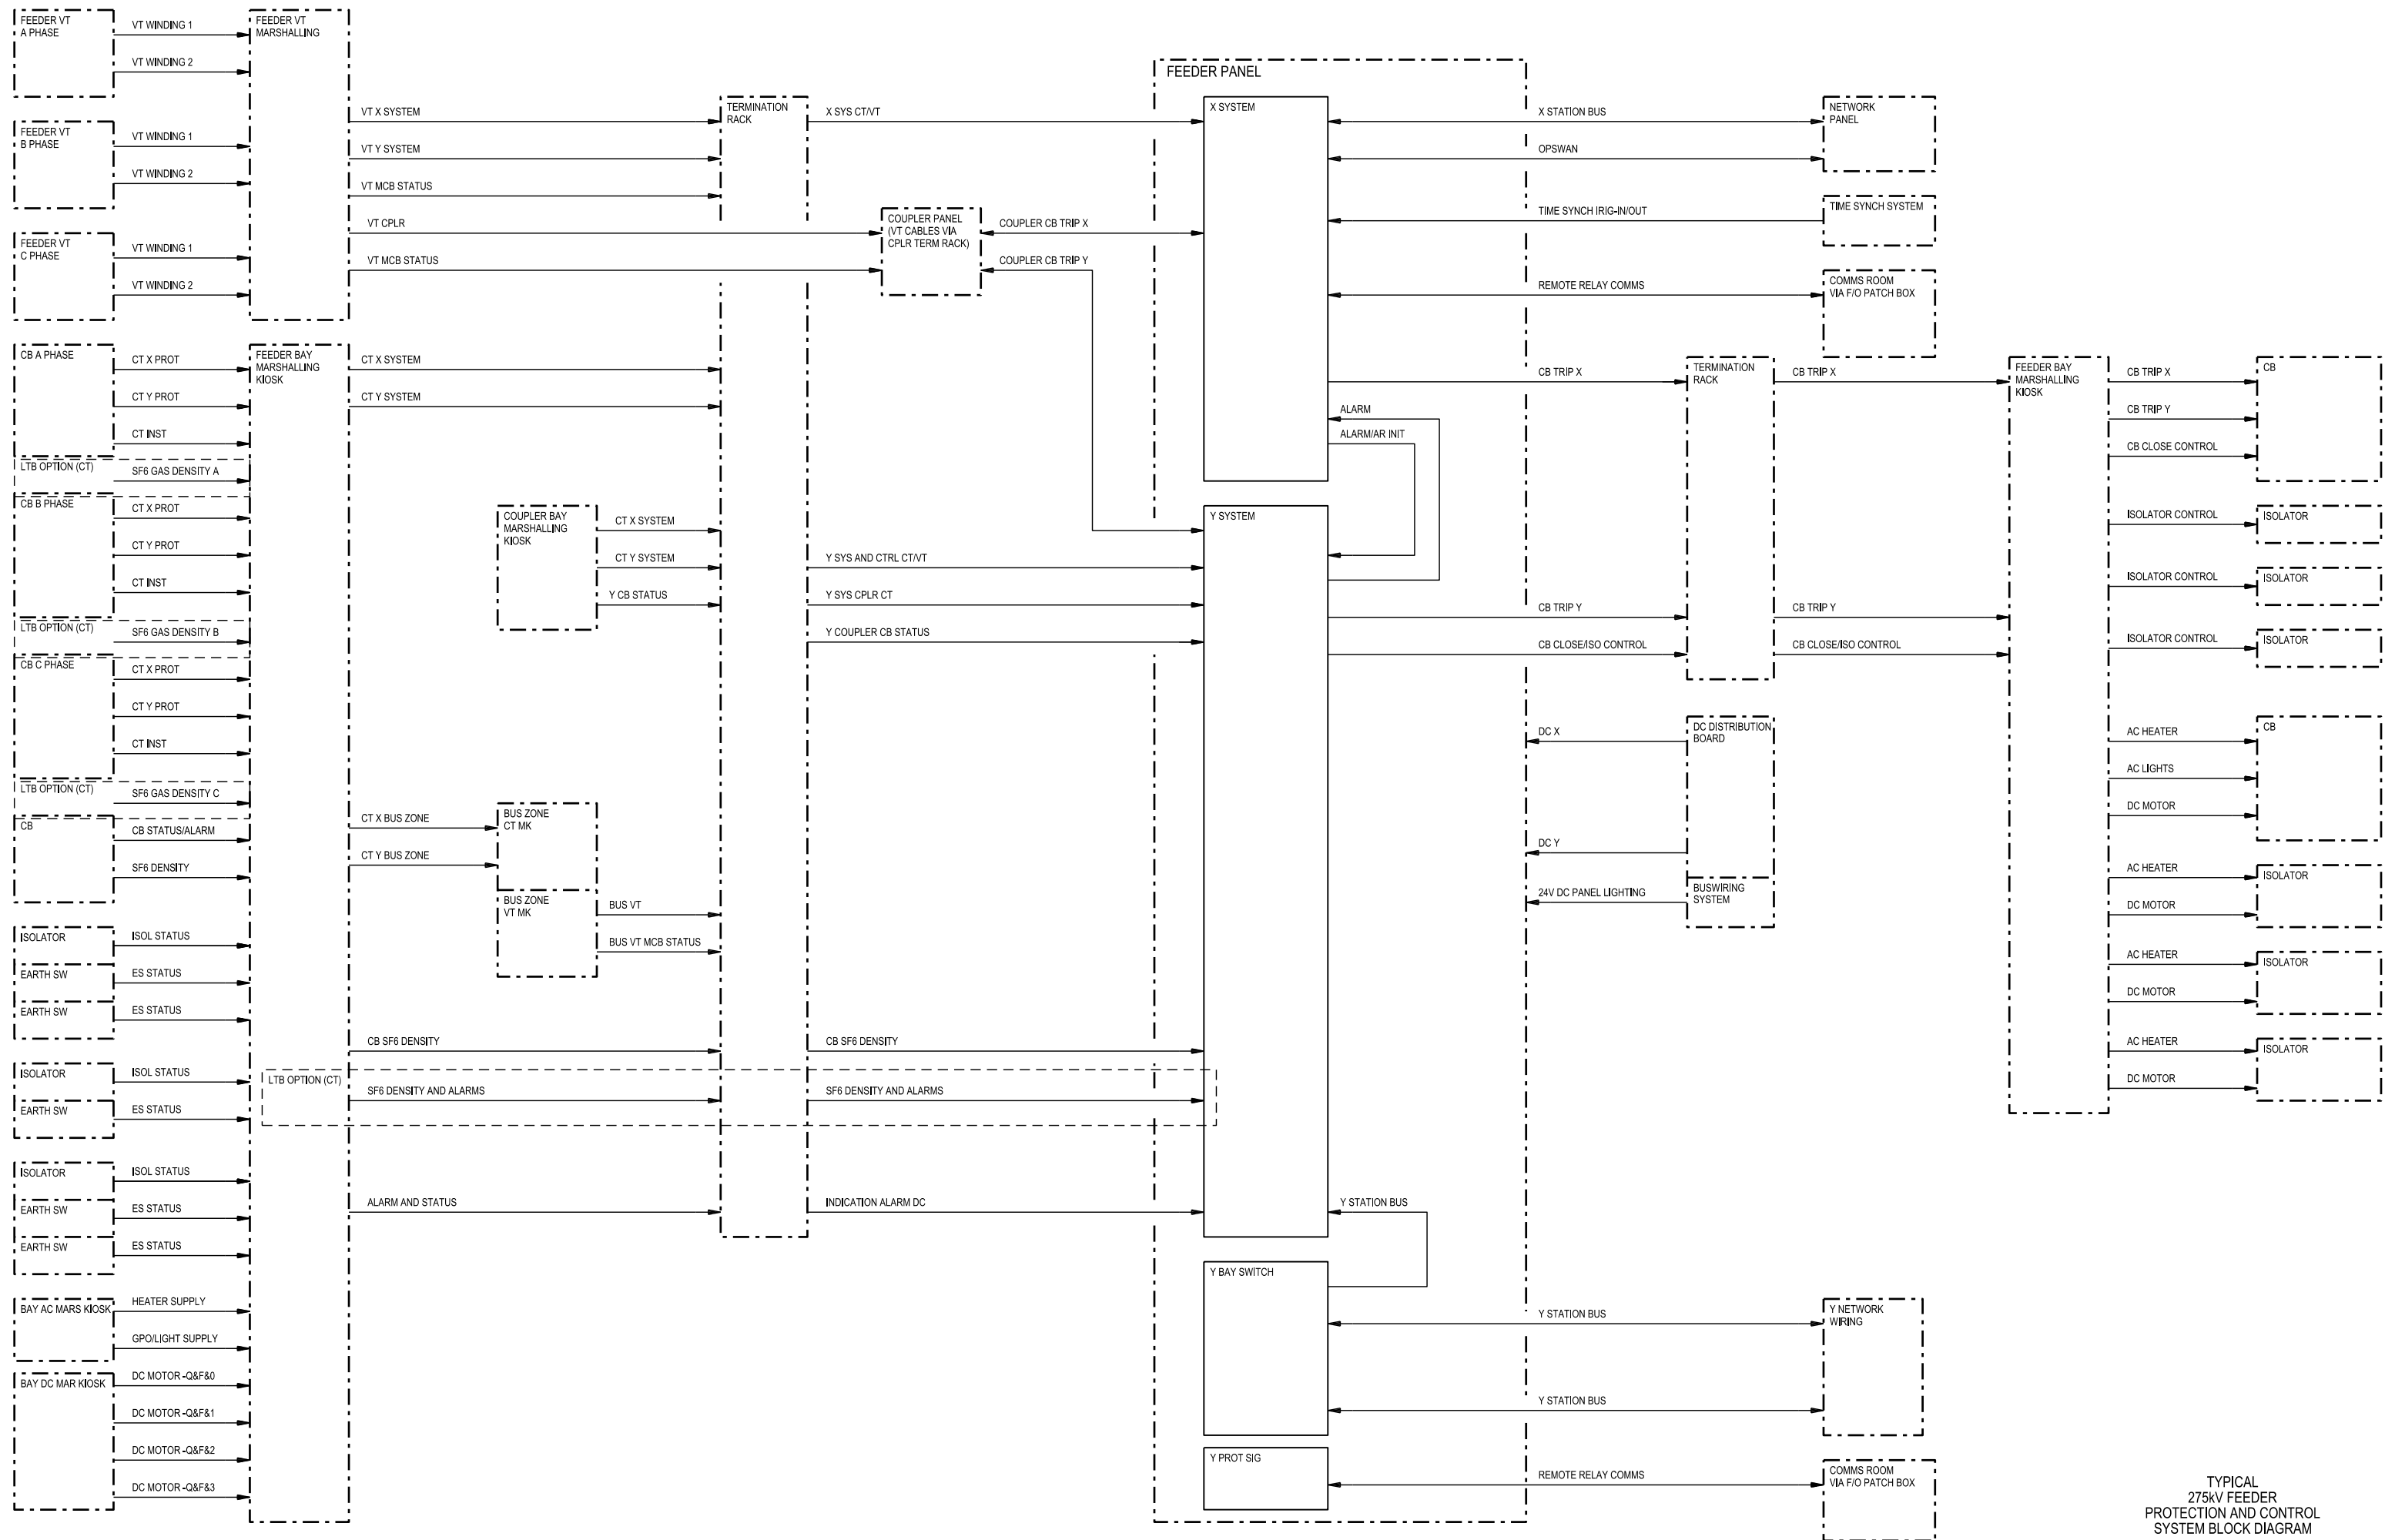 FEEDER VT
A PHASE
VT WINDING 1
VT WINDING 2
FEEDER VT
B PHASE
VT WINDING 1
VT WINDING 2
FEEDER VT
C PHASE
VT WINDING 1
VT WINDING 2
CB A PHASE
CT X PROT
CT Y PROT
CT INST
LTB OPTION (CT)
SF6 GAS DENSITY A
CB B PHASE
CT X PROT
CT Y PROT
CT INST
LTB OPTION (CT)
SF6 GAS DENSITY B
CB C PHASE
CT X PROT
CT Y PROT
CT INST
LTB OPTION (CT)
SF6 GAS DENSITY C
CB
CB STATUS/ALARM
SF6 DENSITY
ISOLATOR
ISOL STATUS
EARTH SW
ES STATUS
EARTH SW
ES STATUS
ISOLATOR
ISOL STATUS
EARTH SW
ES STATUS
ISOLATOR
ISOL STATUS
EARTH SW
ES STATUS
EARTH SW
ES STATUS
BAY AC MARS KIOSK
HEATER SUPPLY
GPO/LIGHT SUPPLY
BAY DC MAR KIOSK
DC MOTOR -Q&F&0
DC MOTOR -Q&F&1
DC MOTOR -Q&F&2
DC MOTOR -Q&F&3
FEEDER VT
MARSHALLING
VT X SYSTEM
VT Y SYSTEM
VT MCB STATUS
VT CPLR
VT MCB STATUS
FEEDER BAY
MARSHALLING
KIOSK
CT X SYSTEM
CT Y SYSTEM
CT X BUS ZONE
CT Y BUS ZONE
CB SF6 DENSITY
LTB OPTION (CT)
SF6 DENSITY AND ALARMS
ALARM AND STATUS
COUPLER BAY
MARSHALLING
KIOSK
CT X SYSTEM
CT Y SYSTEM
Y CB STATUS
BUS ZONE
CT MK
BUS ZONE
VT MK
BUS VT
BUS VT MCB STATUS
TERMINATION
RACK
X SYS CT/VT
COUPLER PANEL
(VT CABLES VIA
CPLR TERM RACK)
COUPLER CB TRIP X
COUPLER CB TRIP Y
Y SYS AND CTRL CT/VT
Y SYS CPLR CT
Y COUPLER CB STATUS
CB SF6 DENSITY
SF6 DENSITY AND ALARMS
INDICATION ALARM DC
FEEDER PANEL
X SYSTEM
ALARM
ALARM/AR INIT
Y SYSTEM
Y STATION BUS
Y BAY SWITCH
Y PROT SIG
X STATION BUS
OPSWAN
TIME SYNCH IRIG-IN/OUT
REMOTE RELAY COMMS
CB TRIP X
CB TRIP Y
CB CLOSE/ISO CONTROL
DC X
DC Y
24V DC PANEL LIGHTING
Y STATION BUS
Y STATION BUS
REMOTE RELAY COMMS
NETWORK
PANEL
TIME SYNCH SYSTEM
COMMS ROOM
VIA F/O PATCH BOX
TERMINATION
RACK
CB TRIP X
CB TRIP Y
CB CLOSE/ISO CONTROL
DC DISTRIBUTION
BOARD
BUSWIRING
SYSTEM
Y NETWORK
WIRING
COMMS ROOM
VIA F/O PATCH BOX
FEEDER BAY
MARSHALLING
KIOSK
CB TRIP X
CB TRIP Y
CB CLOSE CONTROL
CB
ISOLATOR CONTROL
ISOLATOR
ISOLATOR CONTROL
ISOLATOR
ISOLATOR CONTROL
ISOLATOR
AC HEATER
AC LIGHTS
DC MOTOR
CB
AC HEATER
DC MOTOR
ISOLATOR
AC HEATER
DC MOTOR
ISOLATOR
AC HEATER
DC MOTOR
ISOLATOR
TYPICAL
275kV FEEDER
PROTECTION AND CONTROL
SYSTEM BLOCK DIAGRAM